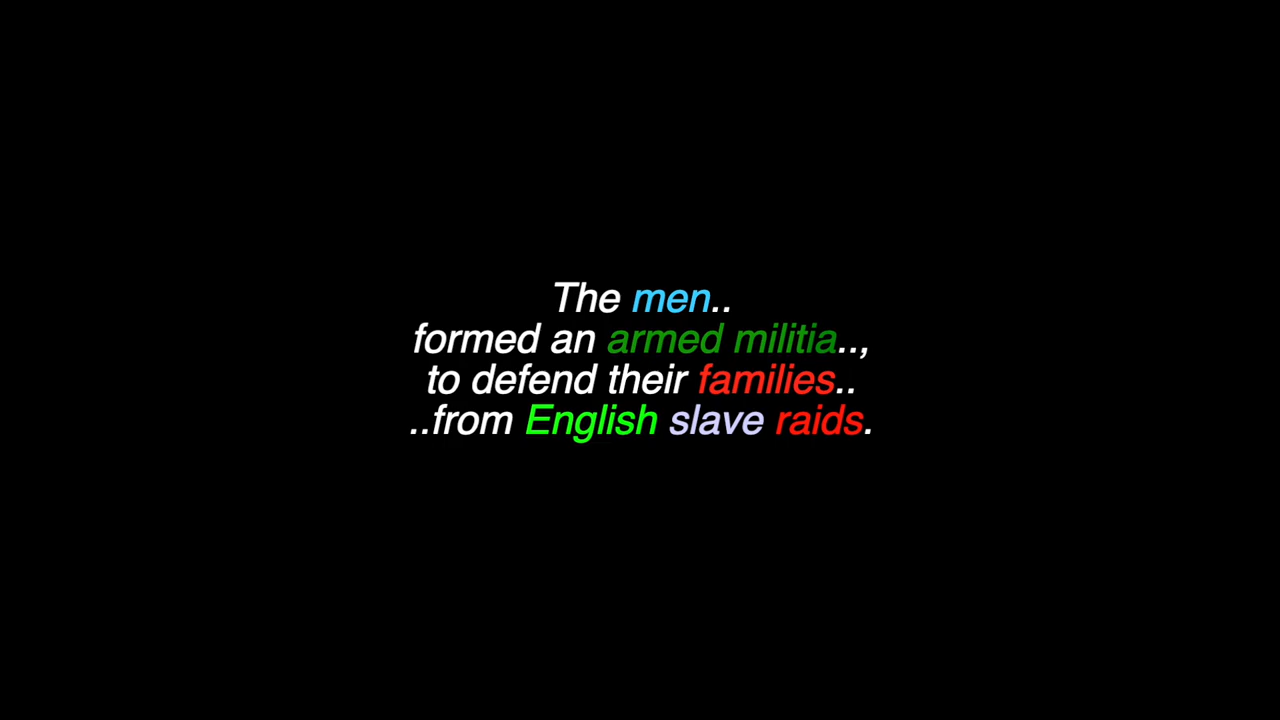 The men..
formed an armed militia..,
to defend their families..
..from English slave raids.